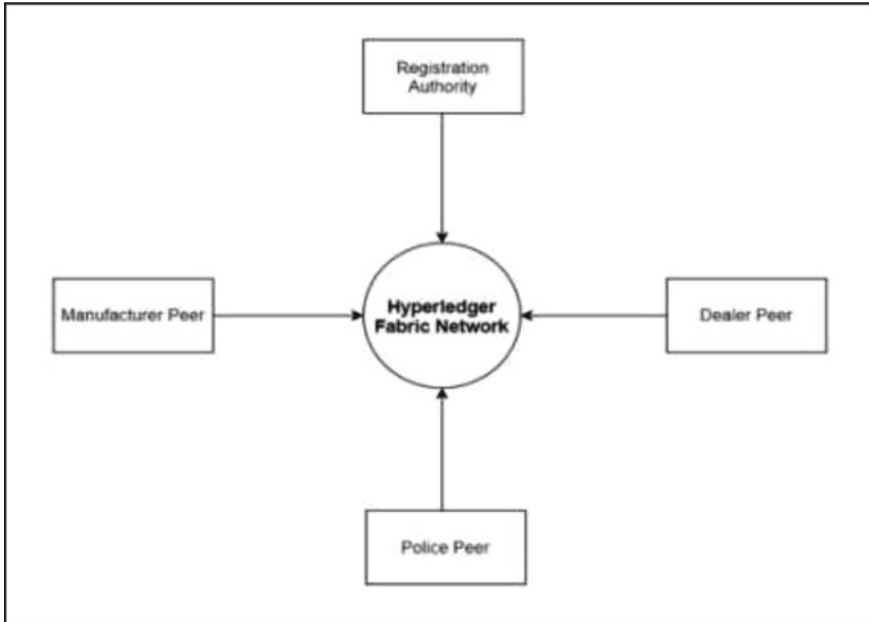 Registration
Authority
Manufacturer Peer
Hyperledger
Fabric Network
Dealer Peer
Police Peer